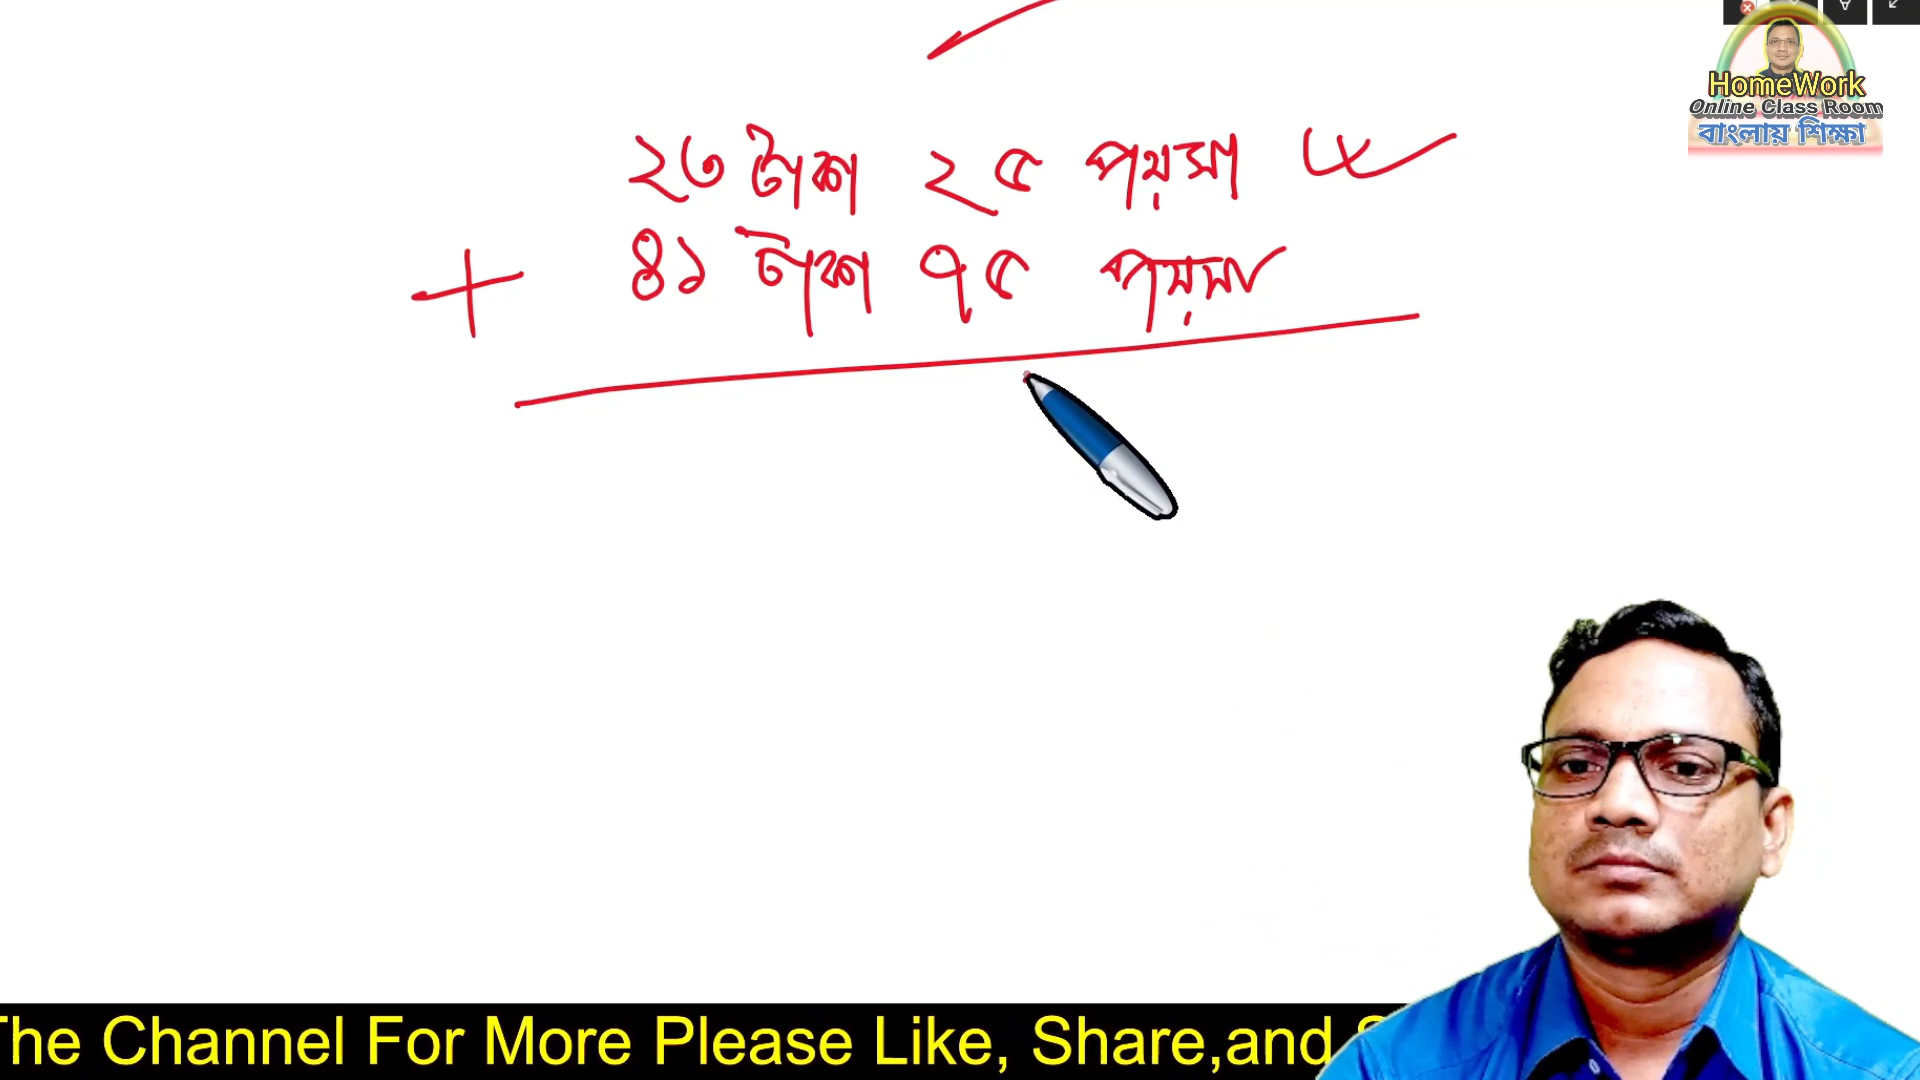 HomeWork
Online Class Room
বাংলায় শিক্ষা
২৩ টাকা ২৫ পয়সা
+ ৪১ টাকা ৭৫ পয়সা
The Channel For More Please Like, Share,and